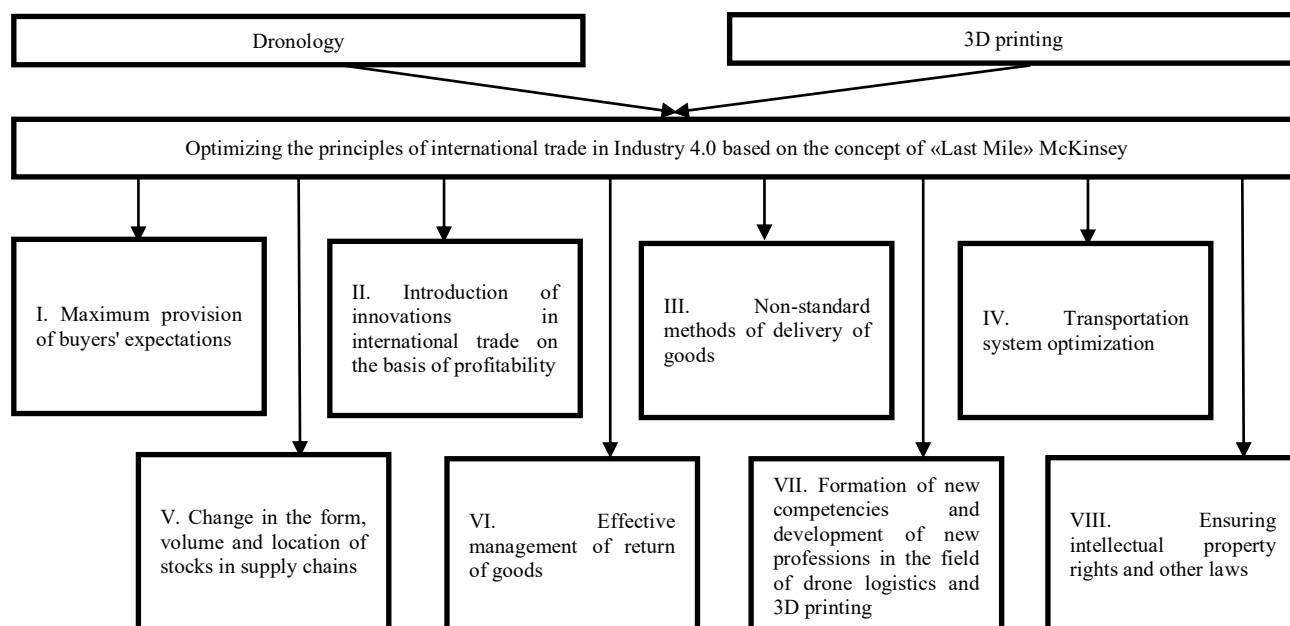 Dronology
3D printing
Optimizing the principles of international trade in Industry 4.0 based on the concept of «Last Mile» McKinsey
I. Maximum provision
of buyers' expectations
II. Introduction of
innovations in
international trade on
the basis of profitability
III. Non-standard
methods of delivery of
goods
IV. Transportation
system optimization
V. Change in the form,
volume and location of
stocks in supply chains
VI. Effective
management of return
of goods
VII. Formation of new
competencies and
development of new
professions in the field
of drone logistics and
3D printing
VIII. Ensuring
intellectual property
rights and other laws